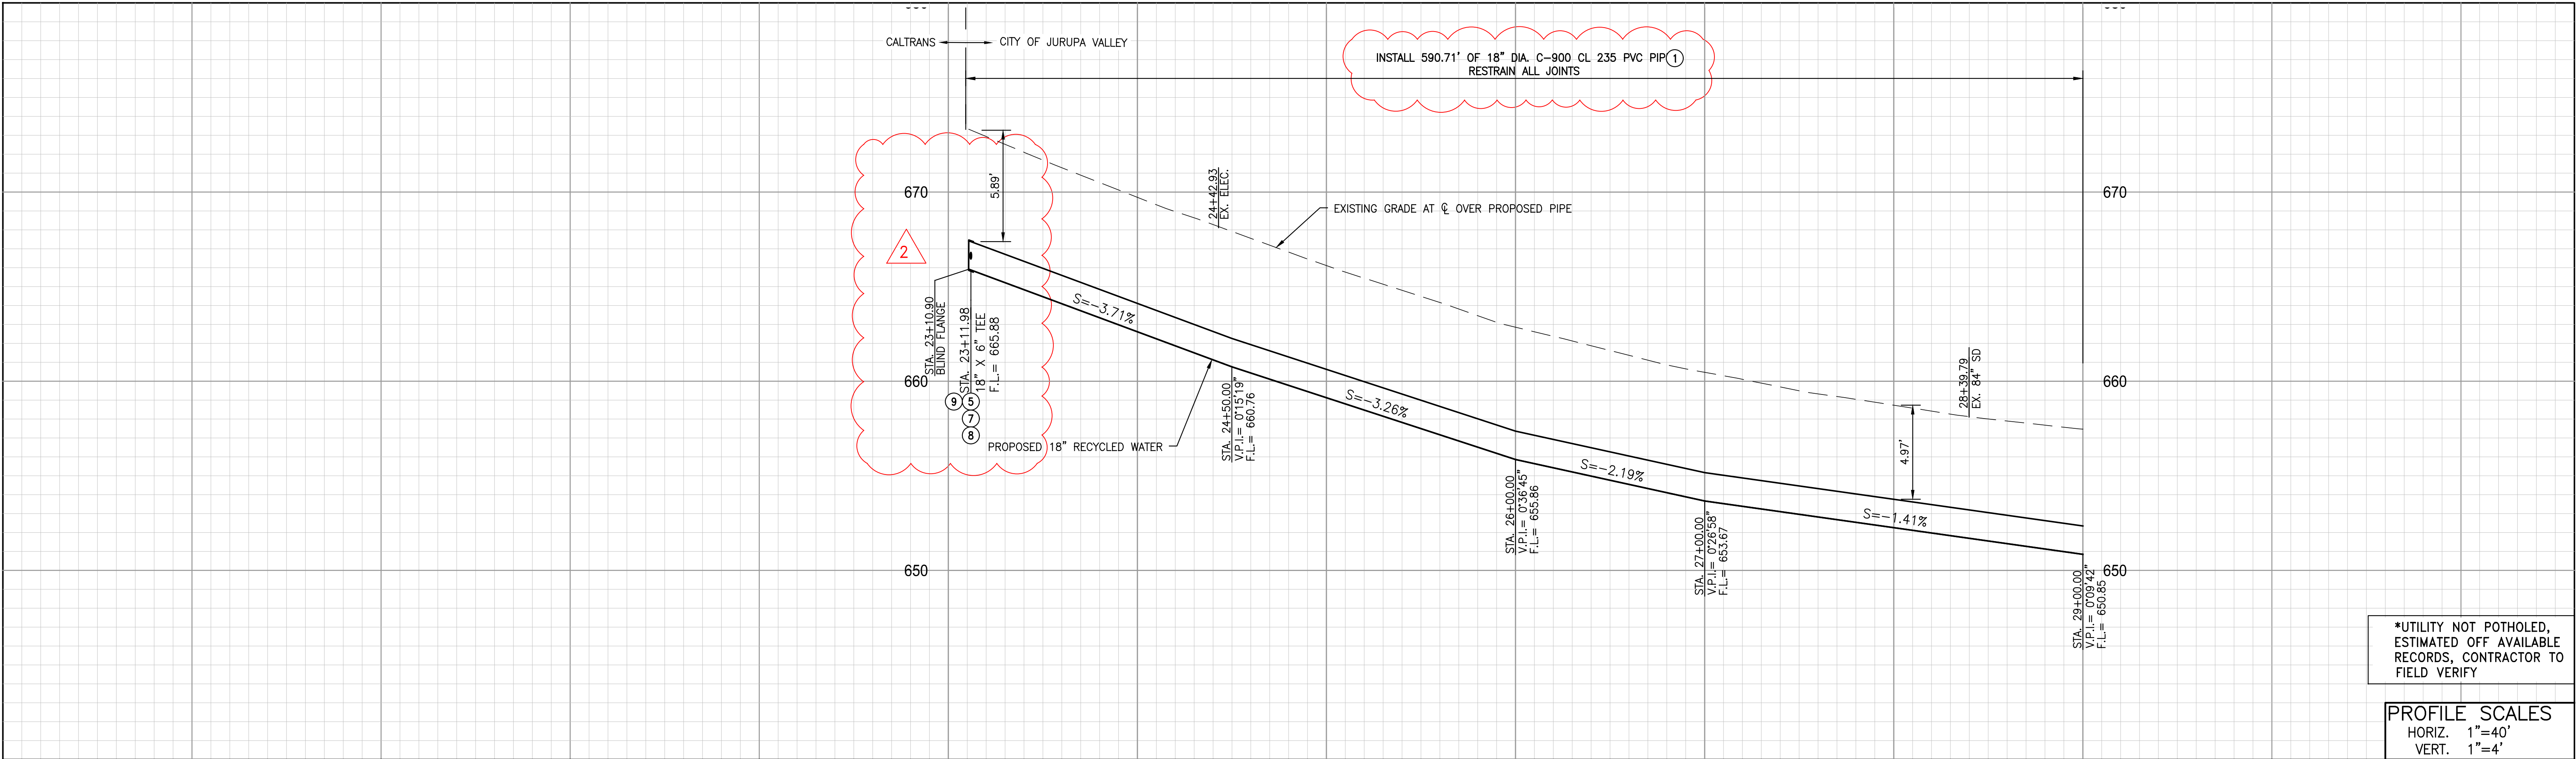 CALTRANS
CITY OF JURUPA VALLEY
INSTALL 590.71' OF 18" DIA. C-900 CL 235 PVC PIP 1
RESTRAIN ALL JOINTS
670
5.89'
24+42.93
EX. ELEC.
EXISTING GRADE AT ℄ OVER PROPOSED PIPE
670
2
STA. 23+10.90
BLIND FLANGE
STA. 23+11.98
18" X 6" TEE
F.L.= 665.88
S=-3.71%
660
9 5
7
8
PROPOSED 18" RECYCLED WATER
STA. 24+50.00
V.P.I.= 0°15'19"
F.L.= 660.76
S=-3.26%
28+39.79
EX. 84" SD
660
4.97'
STA. 26+00.00
V.P.I.= 0°36'45"
F.L.= 655.86
S=-2.19%
STA. 27+00.00
V.P.I.= 0°26'58"
F.L.= 653.67
S=-1.41%
650
650
STA. 29+00.00
V.P.I.= 0°09'42"
F.L.= 650.85
*UTILITY NOT POTHOLED,
ESTIMATED OFF AVAILABLE
RECORDS, CONTRACTOR TO
FIELD VERIFY
PROFILE SCALES
HORIZ. 1"=40'
VERT. 1"=4'